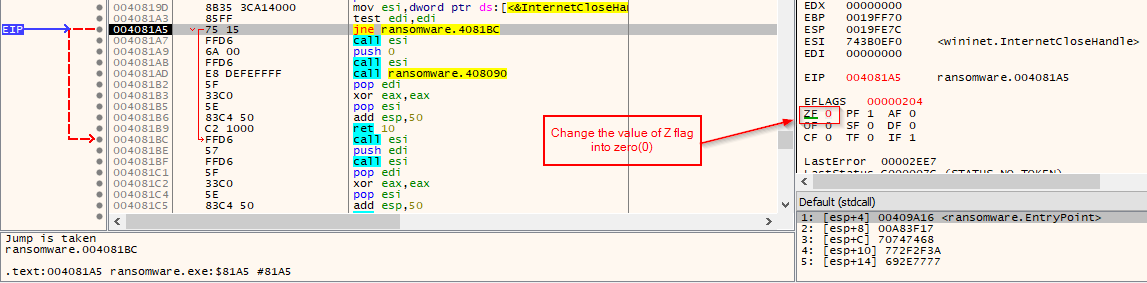 0040819D 8B35 3CA14000 mov esi,dword ptr ds:[<&InternetCloseHan
004081A3 85FF test edi,edi
EIP 004081A5 75 15 jne ransomware.4081BC
004081A7 FFD6 call esi
004081A9 6A 00 push 0
004081AB FFD6 call esi
004081AD E8 DEFEFFFF call ransomware.408090
004081B2 5F pop edi
004081B3 33C0 xor eax,eax
004081B5 5E pop esi
004081B6 83C4 50 add esp,50
004081B9 C2 1000 ret 10
004081BC FFD6 call esi
004081BE 57 push edi
004081BF FFD6 call esi
004081C1 5F pop edi
004081C2 33C0 xor eax,eax
004081C4 5E pop esi
004081C5 83C4 50 add esp,50
Change the value of Z flag
into zero(0)
EDX 00000000
EBP 0019FF70
ESP 0019FE7C
ESI 743B0EF0 <wininet.InternetCloseHandle>
EDI 00000000
EIP 004081A5 ransomware.004081A5
EFLAGS 00000204
ZF 0 PF 1 AF 0
OF 0 SF 0 DF 0
CF 0 TF 0 IF 1
LastError 00002EE7
LastStatus C000007C (STATUS_NO_TOKEN)
Default (stdcall)
1: [esp+4] 00409A16 <ransomware.EntryPoint>
2: [esp+8] 00A83F17
3: [esp+C] 70747468
4: [esp+10] 772F2F3A
5: [esp+14] 692E7777
Jump is taken
ransomware.004081BC
.text:004081A5 ransomware.exe:$81A5 #81A5